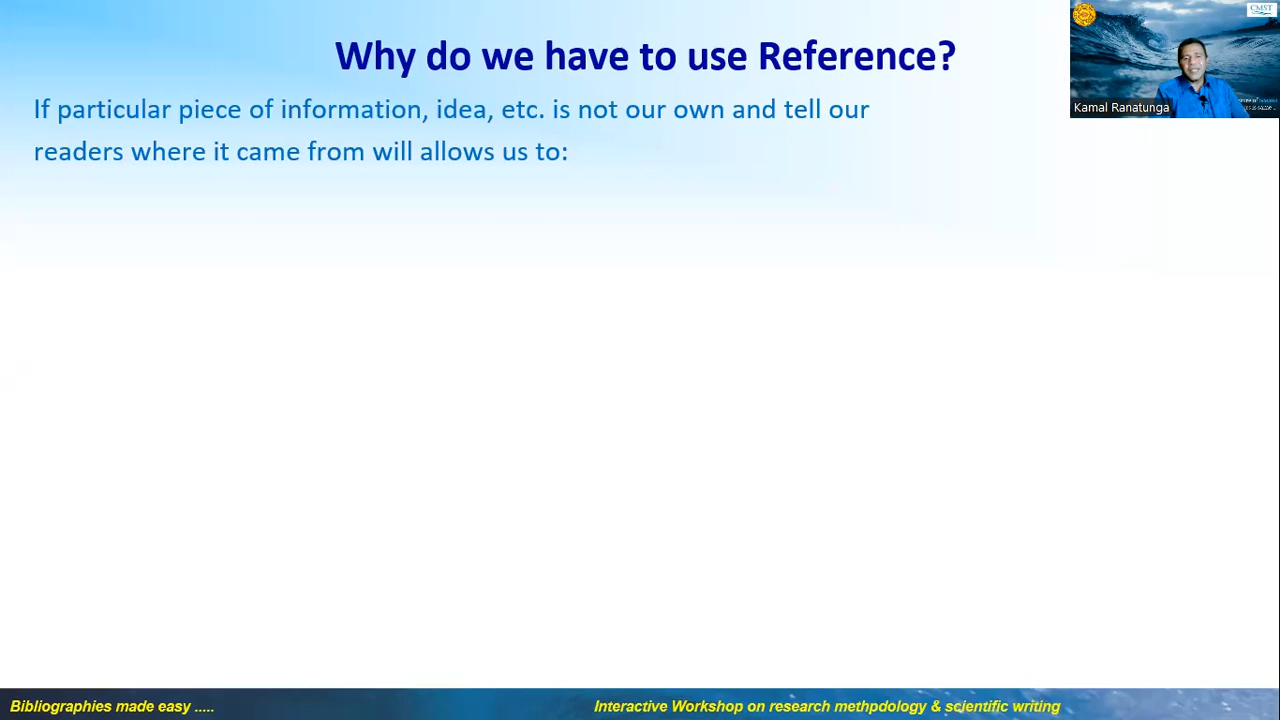 Why do we have to use Reference?
CMST
Kamal Ranatunga
If particular piece of information, idea, etc. is not our own and tell our
readers where it came from will allows us to:
Bibliographies made easy .....
Interactive Workshop on research methpdology & scientific writing